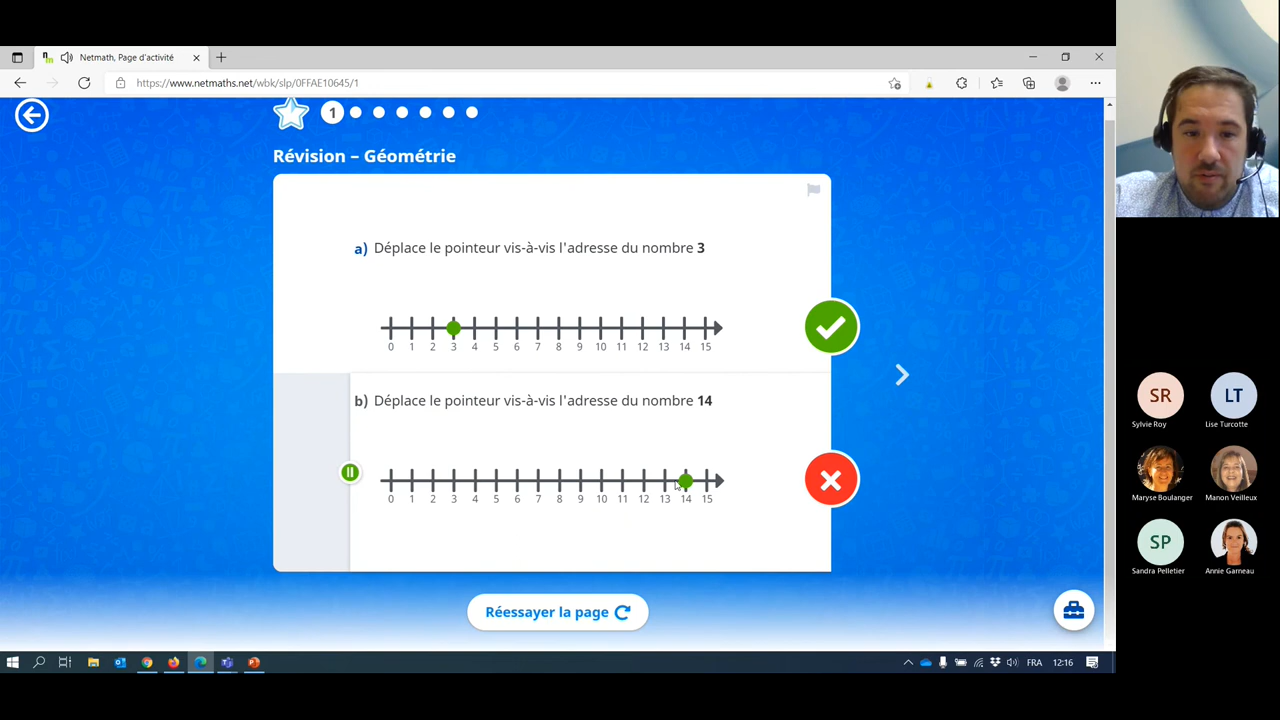 Netmath, Page d'activité
https://www.netmaths.net/wbk/slp/0FFAE10645/1
1
Révision – Géométrie
a) Déplace le pointeur vis-à-vis l'adresse du nombre 3
0 1 2 3 4 5 6 7 8 9 10 11 12 13 14 15
b) Déplace le pointeur vis-à-vis l'adresse du nombre 14
0 1 2 3 4 5 6 7 8 9 10 11 12 13 14 15
Réessayer la page
SR
LT
Sylvie Roy
Lise Turcotte
Maryse Boulanger
Manon Veilleux
SP
Sandra Pelletier
Annie Garneau
FRA
12:16